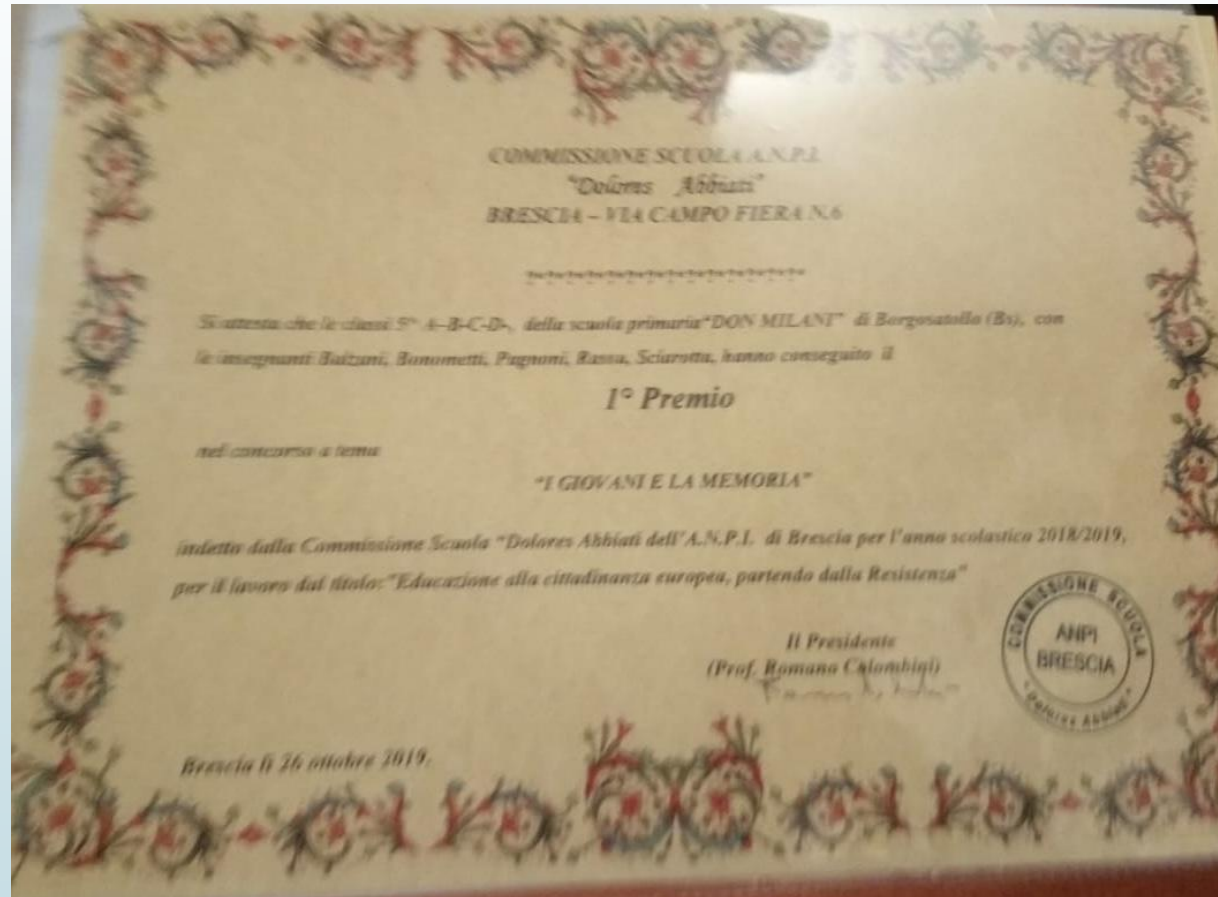 COMMISSIONE SCUOLA A.N.P.I.
"Dolores Abbiati"
BRESCIA – VIA CAMPO FIERA N.6
Si attesta che le classi 5° A-B-C-D-, della scuola primaria"DON MILANI" di Borgosatollo (Bs), con
le insegnanti Balzani, Bonometti, Pagnoni, Rassu, Sciarotta, hanno conseguito il
1° Premio
nel concorso a tema
"I GIOVANI E LA MEMORIA"
indetto dalla Commissione Scuola "Dolores Abbiati dell'A.N.P.I. di Brescia per l'anno scolastico 2018/2019,
per il lavoro dal titolo:"Educazione alla cittadinanza europea, partendo dalla Resistenza"
Il Presidente
(Prof. Romano Colombini)
COMMISSIONE SCUOLA
ANPI
BRESCIA
"Dolores Abbiati"
Brescia lì 26 ottobre 2019.